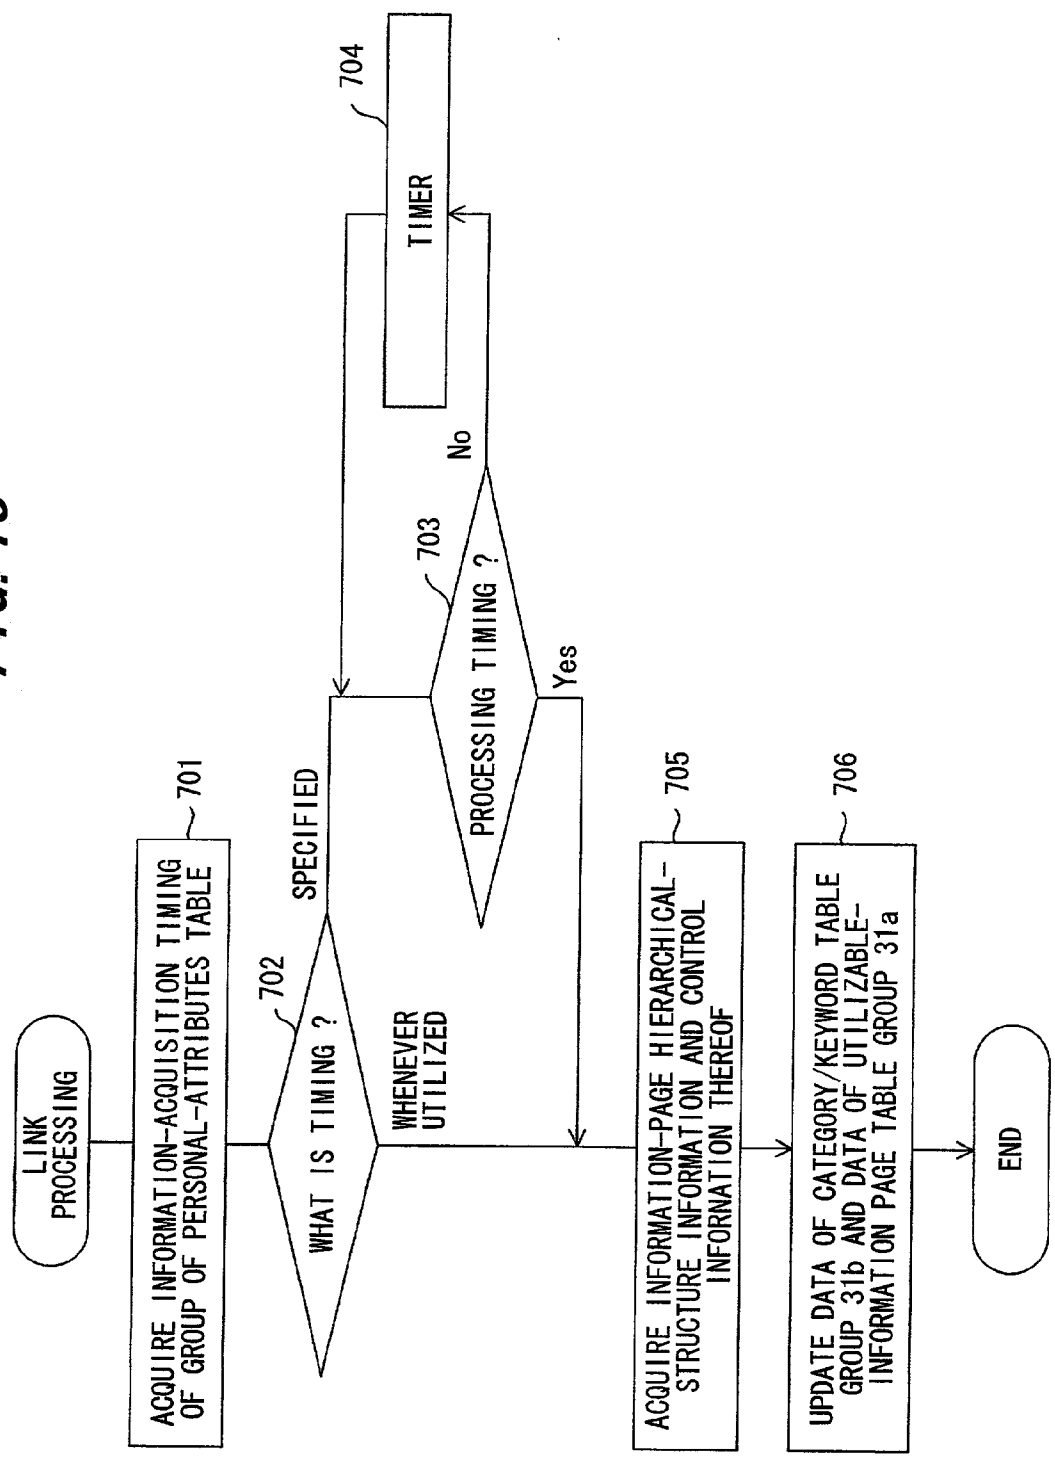 LINK
PROCESSING
ACQUIRE INFORMATION-ACQUISITION TIMING
OF GROUP OF PERSONAL-ATTRIBUTES TABLE
701
WHAT IS TIMING ?
702
SPECIFIED
WHENEVER
UTILIZED
PROCESSING TIMING ?
703
No
Yes
TIMER
704
ACQUIRE INFORMATION-PAGE HIERARCHICAL-
STRUCTURE INFORMATION AND CONTROL
INFORNATION THEREOF
705
UPDATE DATA OF CATEGORY/KEYWORD TABLE
GROUP 31b AND DATA OF UTILIZABLE-
INFORMATION PAGE TABLE GROUP 31a
706
END